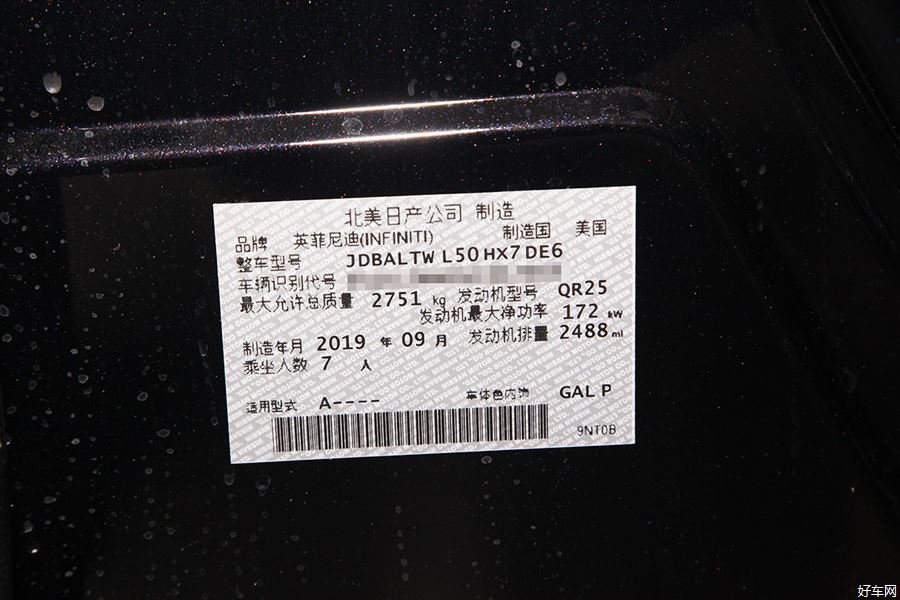 北美日产公司 制造
品牌 英菲尼迪(INFINITI) 制造国 美国
整车型号 JDBALTW L50HX7 DE6
车辆识别代号
最大允许总质量 2751 kg 发动机型号 QR25
发动机最大净功率 172 kW
制造年月 2019 年 09 月 发动机排量 2488 ml
乘坐人数 7 人
适用型式 A---- 车体色内饰 GAL P
9NT0B
好车网